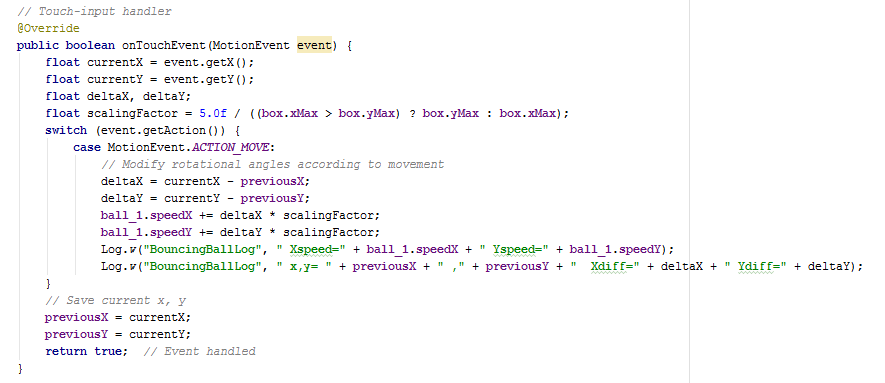 // Touch-input handler
@Override
public boolean onTouchEvent(MotionEvent event) {
    float currentX = event.getX();
    float currentY = event.getY();
    float deltaX, deltaY;
    float scalingFactor = 5.0f / ((box.xMax > box.yMax) ? box.yMax : box.xMax);
    switch (event.getAction()) {
        case MotionEvent.ACTION_MOVE:
            // Modify rotational angles according to movement
            deltaX = currentX - previousX;
            deltaY = currentY - previousY;
            ball_1.speedX += deltaX * scalingFactor;
            ball_1.speedY += deltaY * scalingFactor;
            Log.v("BouncingBallLog", " Xspeed=" + ball_1.speedX + " Yspeed=" + ball_1.speedY);
            Log.v("BouncingBallLog", " x,y= " + previousX + " ," + previousY + "  Xdiff=" + deltaX + " Ydiff=" + deltaY);
    }
    // Save current x, y
    previousX = currentX;
    previousY = currentY;
    return true;  // Event handled
}